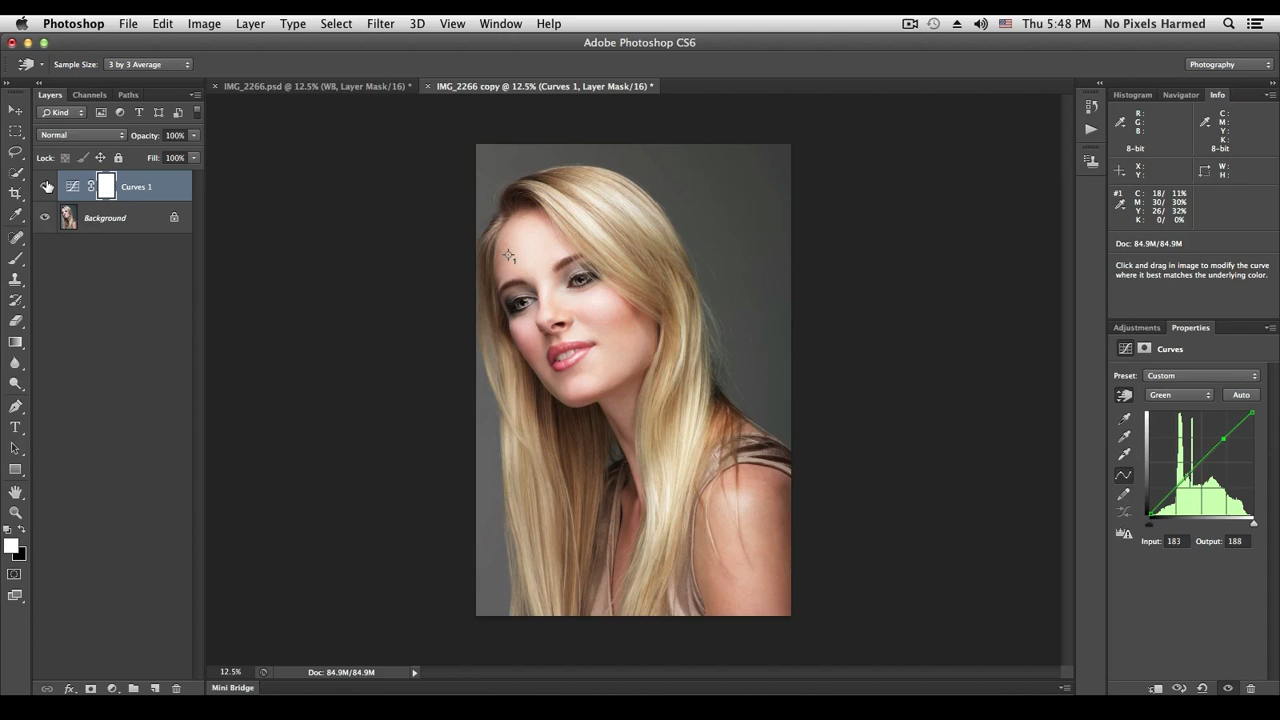 Photoshop File Edit Image Layer Type Select Filter 3D View Window Help Thu 5:48 PM No Pixels Harmed
Adobe Photoshop CS6
Sample Size: 3 by 3 Average Photography
Layers Channels Paths × IMG_2266.psd @ 12.5% (WB, Layer Mask/16) * × IMG_2266 copy @ 12.5% (Curves 1, Layer Mask/16) * Histogram Navigator Info
Kind
R: C:
G: M:
B: Y:
K:
Normal Opacity: 100%
8-bit 8-bit
Lock: Fill: 100%
X: W:
Y: H:
Curves 1
#1 C: 18/ 11%
M: 30/ 30%
Y: 26/ 32%
K: 0/ 0%
Background
Doc: 84.9M/84.9M
1
Click and drag in image to modify the curve
where it best matches the underlying color.
Adjustments Properties
Curves
Preset: Custom
Green Auto
Input: 183 Output: 188
12.5% Doc: 84.9M/84.9M
Mini Bridge